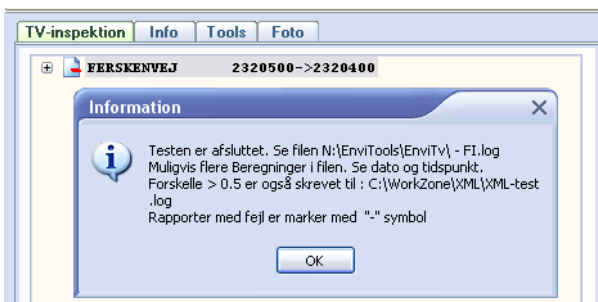 TV-inspektion Info Tools Foto
FERSKENVEJ 2320500->2320400
Information
Testen er afsluttet. Se filen N:\EnviTools\EnviTv\ - FI.log
Muligvis flere Beregninger i filen. Se dato og tidspunkt.
Forskelle > 0.5 er også skrevet til : C:\WorkZone\XML\XML-test
.log
Rapporter med fejl er marker med "-" symbol
OK